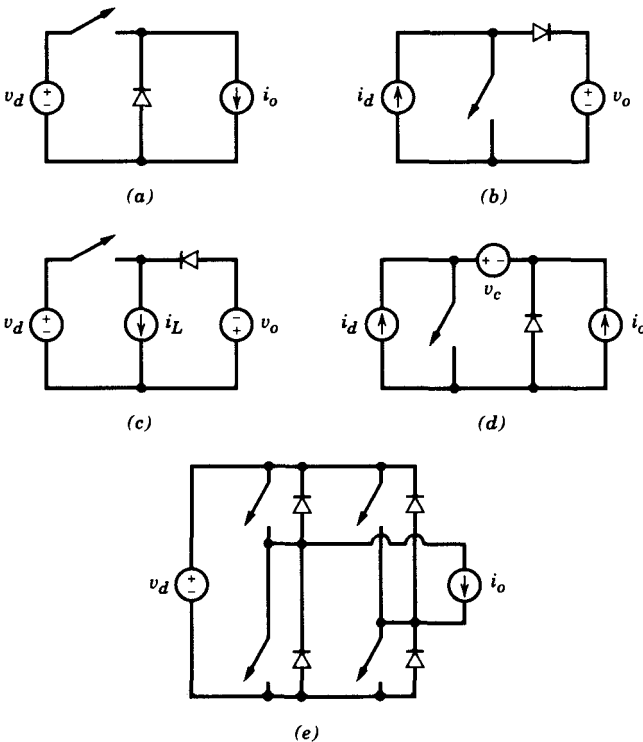 v_d + − i_o
(a)
i_d v_o + −
(b)
v_d + − i_L v_o − +
(c)
i_d + − v_c i_o
(d)
v_d + − i_o
(e)